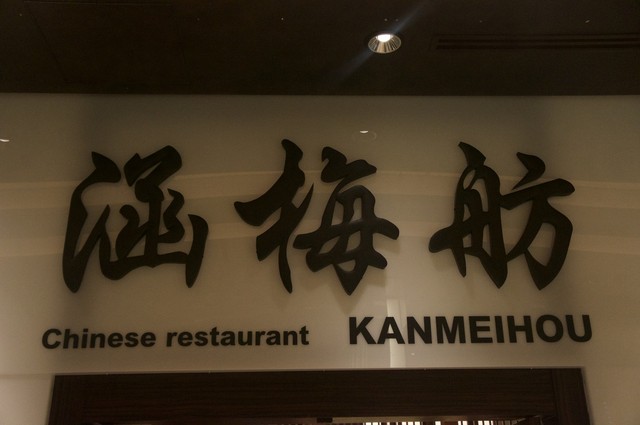 涵梅舫
Chinese restaurant KANMEIHOU